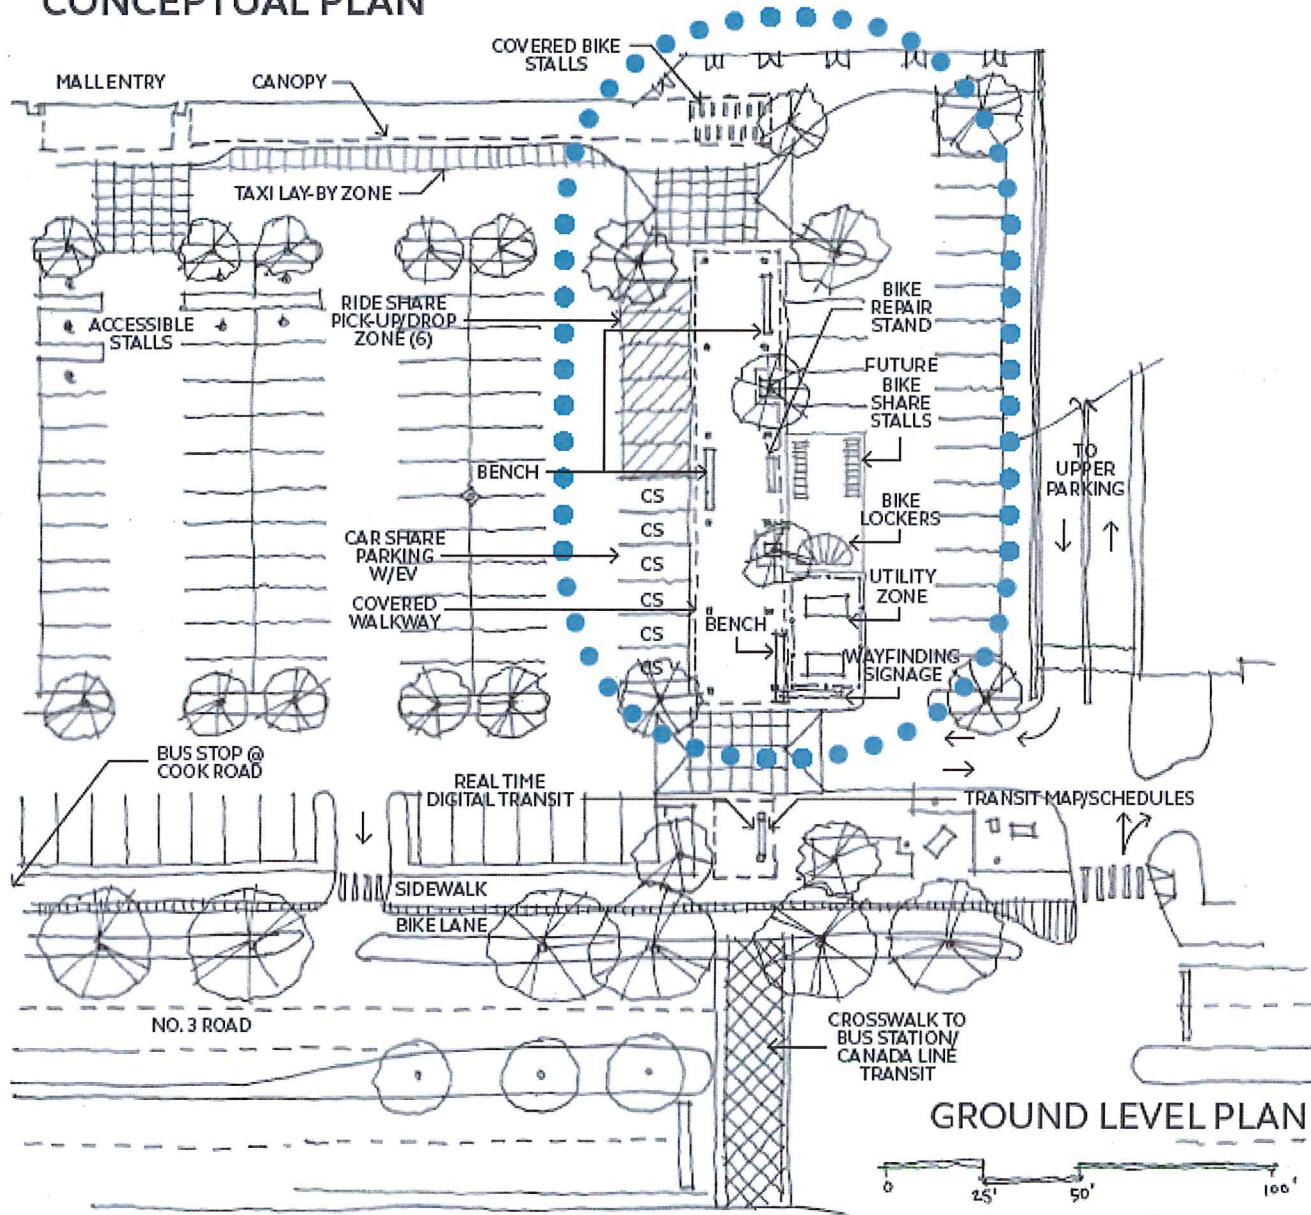 CONCEPTUAL PLAN
COVERED BIKE
STALLS
MALL ENTRY
CANOPY
TAXI LAY-BY ZONE
RIDE SHARE
PICK-UP/DROP
ZONE (6)
ACCESSIBLE
STALLS
BIKE
REPAIR
STAND
FUTURE
BIKE
SHARE
STALLS
TO
UPPER
PARKING
BENCH
CS
CS
CS
CS
CS
CS
BIKE
LOCKERS
CAR SHARE
PARKING
W/EV
UTILITY
ZONE
COVERED
WALKWAY
BENCH
WAYFINDING
SIGNAGE
BUS STOP @
COOK ROAD
REAL TIME
DIGITAL TRANSIT
TRANSIT MAP/SCHEDULES
SIDEWALK
BIKE LANE
NO. 3 ROAD
CROSSWALK TO
BUS STATION/
CANADA LINE
TRANSIT
GROUND LEVEL PLAN
0 25' 50' 100'